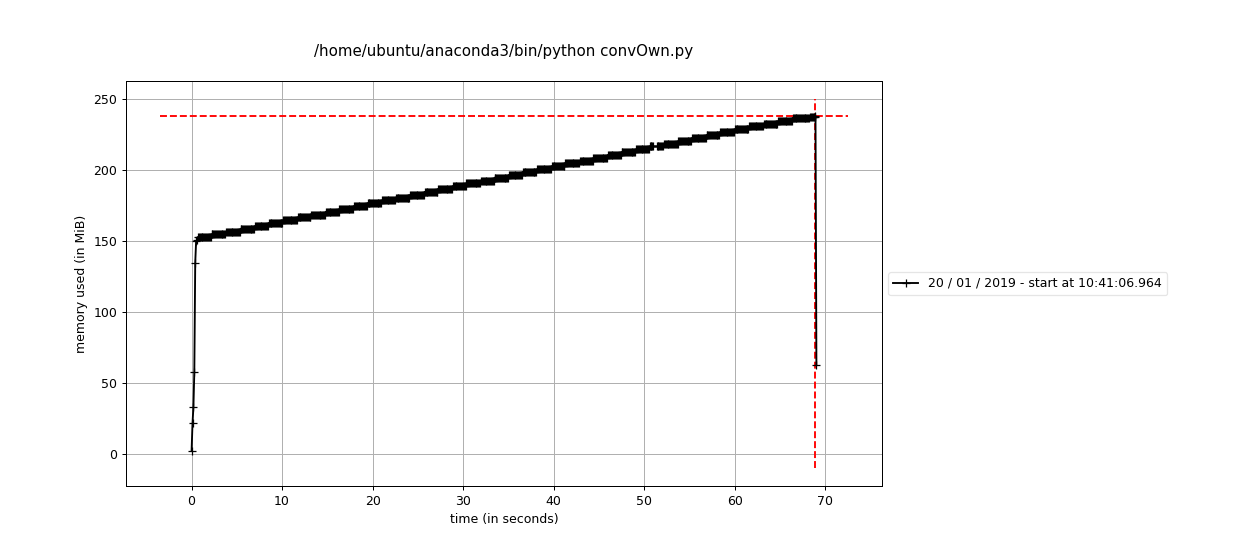 /home/ubuntu/anaconda3/bin/python convOwn.py
250
200
150
100
50
0
memory used (in MiB)
0 10 20 30 40 50 60 70
time (in seconds)
20 / 01 / 2019 - start at 10:41:06.964